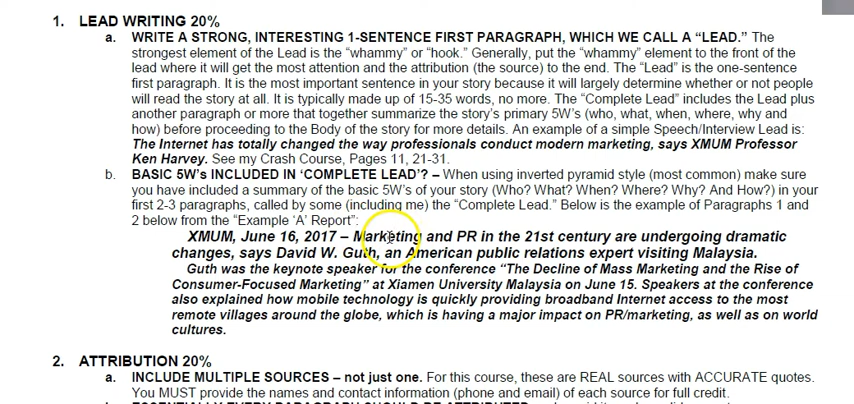 1. LEAD WRITING 20%
a. WRITE A STRONG, INTERESTING 1-SENTENCE FIRST PARAGRAPH, WHICH WE CALL A “LEAD.” The
strongest element of the Lead is the “whammy” or “hook.” Generally, put the “whammy” element to the front of the
lead where it will get the most attention and the attribution (the source) to the end. The “Lead” is the one-sentence
first paragraph. It is the most important sentence in your story because it will largely determine whether or not people
will read the story at all. It is typically made up of 15-35 words, no more. The “Complete Lead” includes the Lead plus
another paragraph or more that together summarize the story’s primary 5W’s (who, what, when, where, why and
how) before proceeding to the Body of the story for more details. An example of a simple Speech/Interview Lead is:
The Internet has totally changed the way professionals conduct modern marketing, says XMUM Professor
Ken Harvey. See my Crash Course, Pages 11, 21-31.
b. BASIC 5W’s INCLUDED IN ‘COMPLETE LEAD’? – When using inverted pyramid style (most common) make sure
you have included a summary of the basic 5W’s of your story (Who? What? When? Where? Why? And How?) in your
first 2-3 paragraphs, called by some (including me) the “Complete Lead.” Below is the example of Paragraphs 1 and
2 below from the “Example ‘A’ Report”:
XMUM, June 16, 2017 – Marketing and PR in the 21st century are undergoing dramatic
changes, says David W. Guth, an American public relations expert visiting Malaysia.
Guth was the keynote speaker for the conference “The Decline of Mass Marketing and the Rise of
Consumer-Focused Marketing” at Xiamen University Malaysia on June 15. Speakers at the conference
also explained how mobile technology is quickly providing broadband Internet access to the most
remote villages around the globe, which is having a major impact on PR/marketing, as well as on world
cultures.
2. ATTRIBUTION 20%
a. INCLUDE MULTIPLE SOURCES – not just one. For this course, these are REAL sources with ACCURATE quotes.
You MUST provide the names and contact information (phone and email) of each source for full credit.